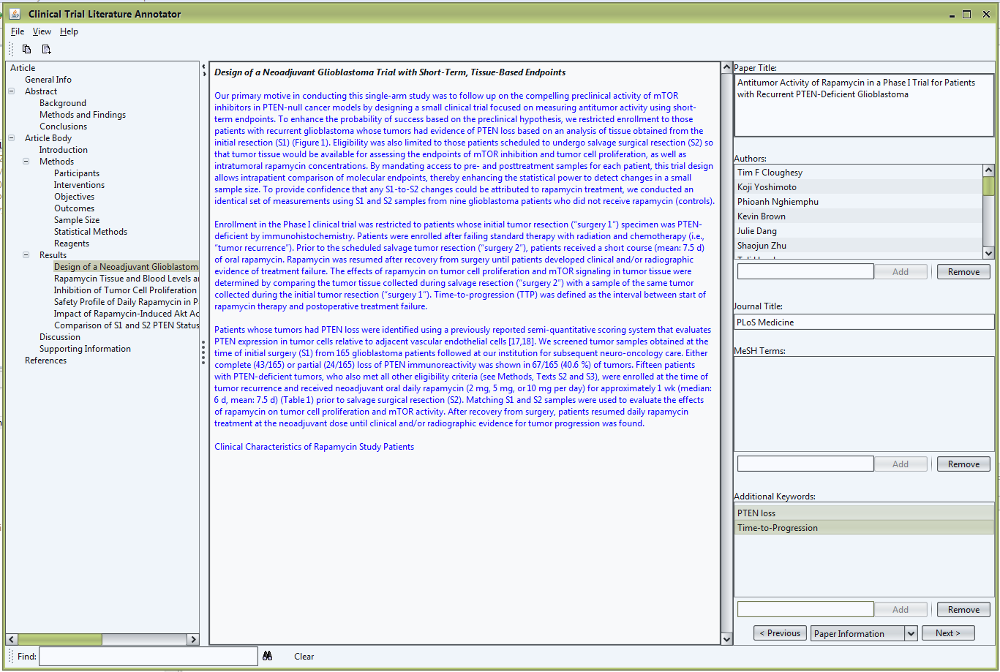 Clinical Trial Literature Annotator
File View Help
Article
General Info
Abstract
Background
Methods and Findings
Conclusions
Article Body
Introduction
Methods
Participants
Interventions
Objectives
Outcomes
Sample Size
Statistical Methods
Reagents
Results
Design of a Neoadjuvant Glioblastom
Rapamycin Tissue and Blood Levels ar
Inhibition of Tumor Cell Proliferation
Safety Profile of Daily Rapamycin in P
Impact of Rapamycin-Induced Akt Ac
Comparison of S1 and S2 PTEN Status
Discussion
Supporting Information
References
Design of a Neoadjuvant Glioblastoma Trial with Short-Term, Tissue-Based Endpoints
Our primary motive in conducting this single-arm study was to follow up on the compelling preclinical activity of mTOR
inhibitors in PTEN-null cancer models by designing a small clinical trial focused on measuring antitumor activity using short-
term endpoints. To enhance the probability of success based on the preclinical hypothesis, we restricted enrollment to those
patients with recurrent glioblastoma whose tumors had evidence of PTEN loss based on an analysis of tissue obtained from the
initial resection (S1) (Figure 1). Eligibility was also limited to those patients scheduled to undergo salvage surgical resection (S2) so
that tumor tissue would be available for assessing the endpoints of mTOR inhibition and tumor cell proliferation, as well as
intratumoral rapamycin concentrations. By mandating access to pre- and posttreatment samples for each patient, this trial design
allows intrapatient comparison of molecular endpoints, thereby enhancing the statistical power to detect changes in a small
sample size. To provide confidence that any S1-to-S2 changes could be attributed to rapamycin treatment, we conducted an
identical set of measurements using S1 and S2 samples from nine glioblastoma patients who did not receive rapamycin (controls).
Enrollment in the Phase I clinical trial was restricted to patients whose initial tumor resection (“surgery 1”) specimen was PTEN-
deficient by immunohistochemistry. Patients were enrolled after failing standard therapy with radiation and chemotherapy (i.e.,
“tumor recurrence”). Prior to the scheduled salvage tumor resection (“surgery 2”), patients received a short course (mean: 7.5 d)
of oral rapamycin. Rapamycin was resumed after recovery from surgery until patients developed clinical and/or radiographic
evidence of treatment failure. The effects of rapamycin on tumor cell proliferation and mTOR signaling in tumor tissue were
determined by comparing the tumor tissue collected during salvage resection (“surgery 2”) with a sample of the same tumor
collected during the initial tumor resection (“surgery 1”). Time-to-progression (TTP) was defined as the interval between start of
rapamycin therapy and postoperative treatment failure.
Patients whose tumors had PTEN loss were identified using a previously reported semi-quantitative scoring system that evaluates
PTEN expression in tumor cells relative to adjacent vascular endothelial cells [17,18]. We screened tumor samples obtained at the
time of initial surgery (S1) from 165 glioblastoma patients followed at our institution for subsequent neuro-oncology care. Either
complete (43/165) or partial (24/165) loss of PTEN immunoreactivity was shown in 67/165 (40.6 %) of tumors. Fifteen patients
with PTEN-deficient tumors, who also met all other eligibility criteria (see Methods, Texts S2 and S3), were enrolled at the time of
tumor recurrence and received neoadjuvant oral daily rapamycin (2 mg, 5 mg, or 10 mg per day) for approximately 1 wk (median:
6 d, mean: 7.5 d) (Table 1) prior to salvage surgical resection (S2). Matching S1 and S2 samples were used to evaluate the effects
of rapamycin on tumor cell proliferation and mTOR activity. After recovery from surgery, patients resumed daily rapamycin
treatment at the neoadjuvant dose until clinical and/or radiographic evidence for tumor progression was found.
Clinical Characteristics of Rapamycin Study Patients
Paper Title:
Antitumor Activity of Rapamycin in a Phase I Trial for Patients
with Recurrent PTEN-Deficient Glioblastoma
Authors:
Tim F Cloughesy
Koji Yoshimoto
Phioanh Nghiemphu
Kevin Brown
Julie Dang
Shaojun Zhu
Add Remove
Journal Title:
PLoS Medicine
MeSH Terms:
Add Remove
Additional Keywords:
PTEN loss
Time-to-Progression
Add Remove
< Previous Paper Information Next >
Find: Clear